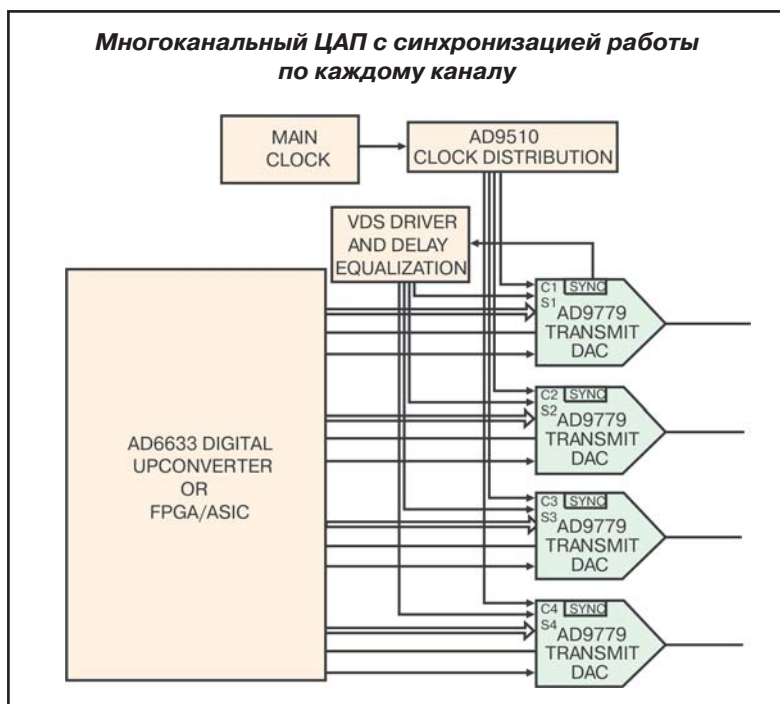 Многоканальный ЦАП с синхронизацией работы
по каждому каналу
MAIN
CLOCK
AD9510
CLOCK DISTRIBUTION
VDS DRIVER
AND DELAY
EQUALIZATION
AD6633 DIGITAL
UPCONVERTER
OR
FPGA/ASIC
C1 SYNC
S1
AD9779
TRANSMIT
DAC
C2 SYNC
S2
AD9779
TRANSMIT
DAC
C3 SYNC
S3
AD9779
TRANSMIT
DAC
C4 SYNC
S4
AD9779
TRANSMIT
DAC